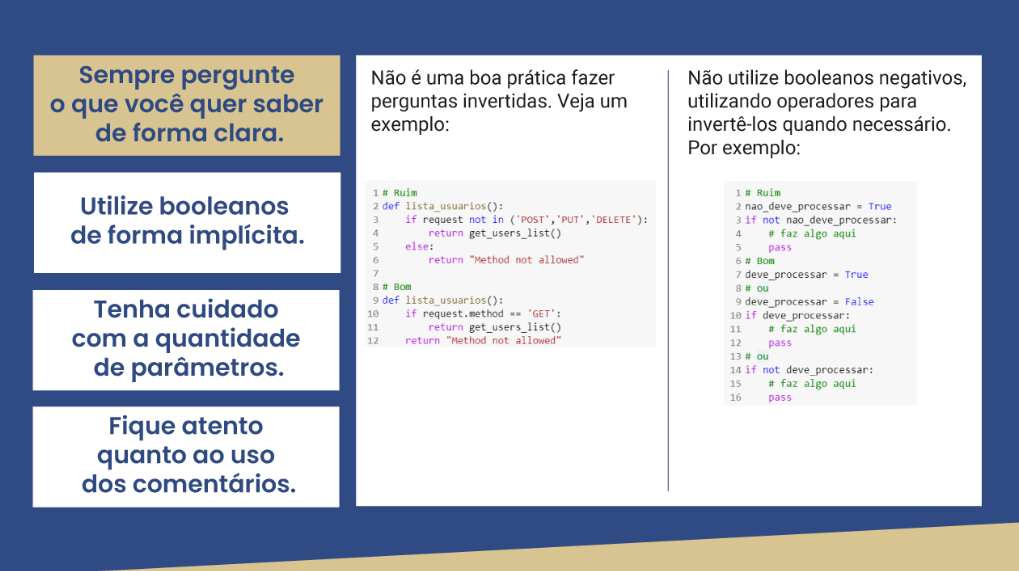 Sempre pergunte
o que você quer saber
de forma clara.
Utilize booleanos
de forma implícita.
Tenha cuidado
com a quantidade
de parâmetros.
Fique atento
quanto ao uso
dos comentários.
Não é uma boa prática fazer
perguntas invertidas. Veja um
exemplo:
1 # Ruim
2 def lista_usuarios():
3     if request not in ('POST','PUT','DELETE'):
4         return get_users_list()
5     else:
6         return "Method not allowed"
7
8 # Bom
9 def lista_usuarios():
10     if request.method == 'GET':
11         return get_users_list()
12     return "Method not allowed"
Não utilize booleanos negativos,
utilizando operadores para
invertê-los quando necessário.
Por exemplo:
1 # Ruim
2 nao_deve_processar = True
3 if not nao_deve_processar:
4     # faz algo aqui
5     pass
6 # Bom
7 deve_processar = True
8 # ou
9 deve_processar = False
10 if deve_processar:
11     # faz algo aqui
12     pass
13 # ou
14 if not deve_processar:
15     # faz algo aqui
16     pass